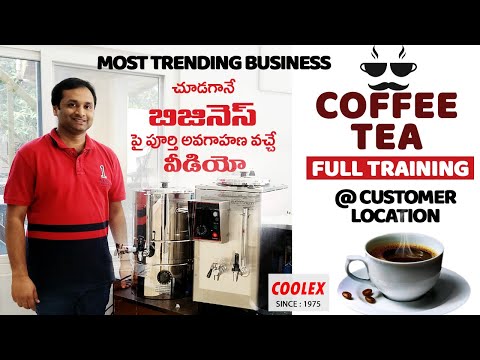 MOST TRENDING BUSINESS
చూడగానే
బిజినెస్
పై పూర్తి అవగాహన వచ్చే
వీడియో
COFFEE
TEA
FULL TRAINING
@ CUSTOMER
LOCATION
COOLEX
SINCE : 1975